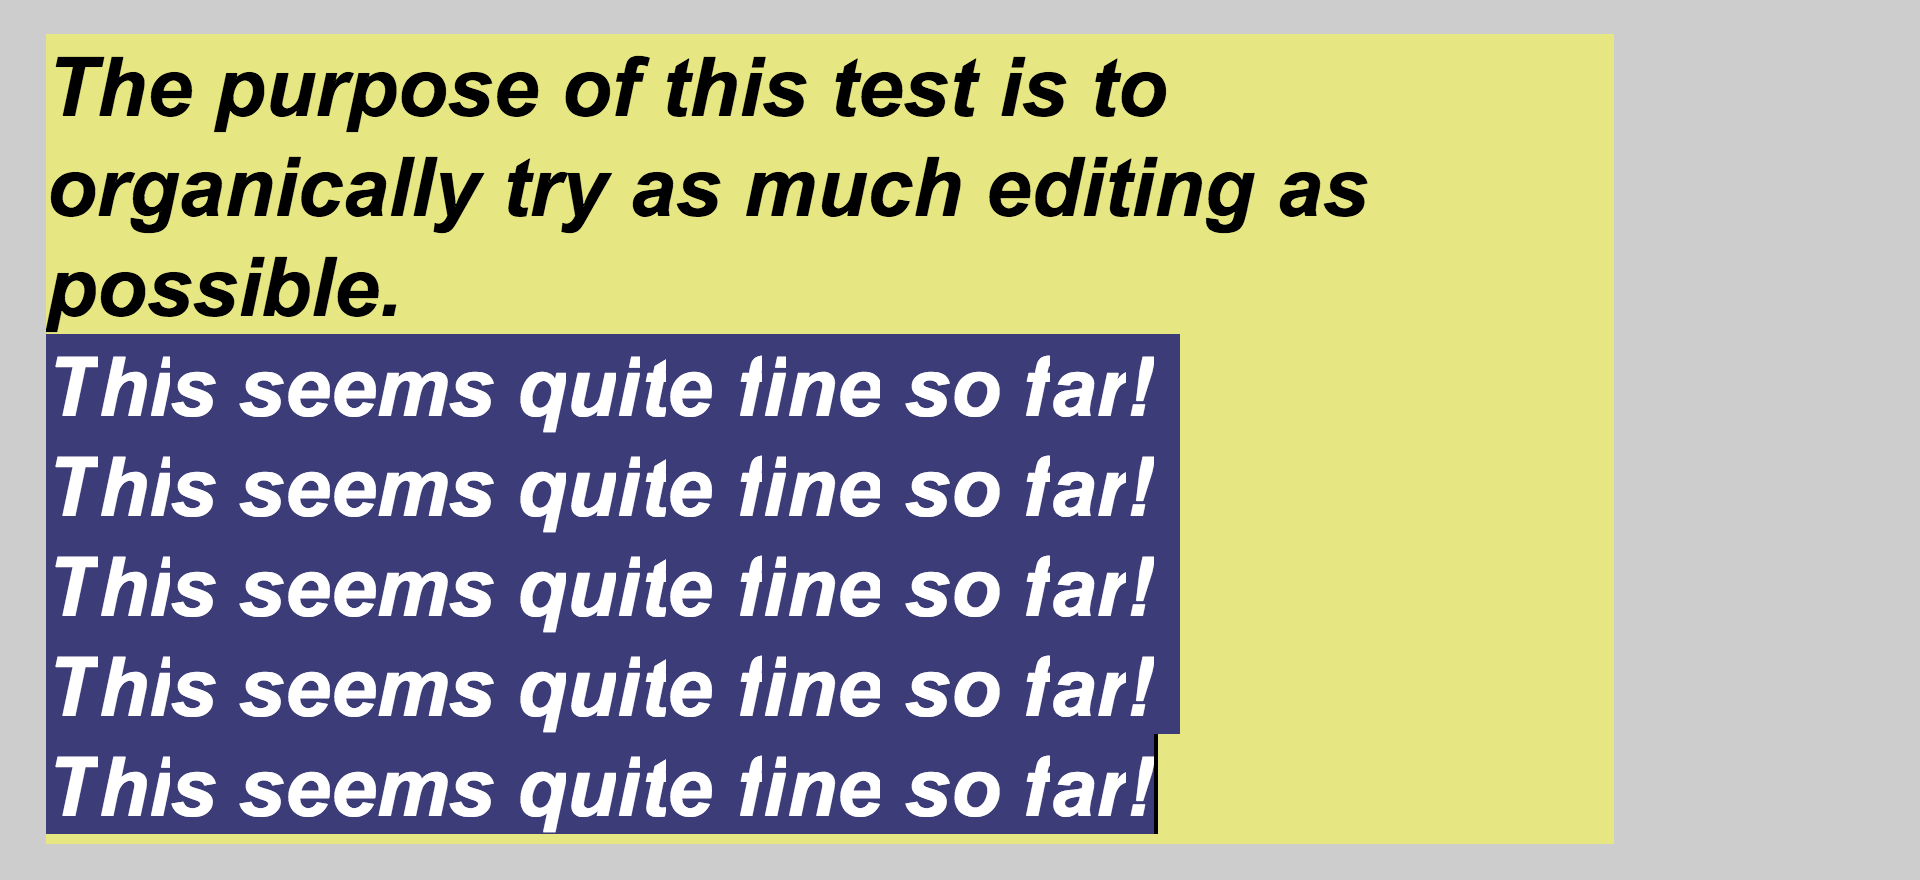 The purpose of this test is to
organically try as much editing as
possible.
This seems quite fine so far!
This seems quite fine so far!
This seems quite fine so far!
This seems quite fine so far!
This seems quite fine so far!